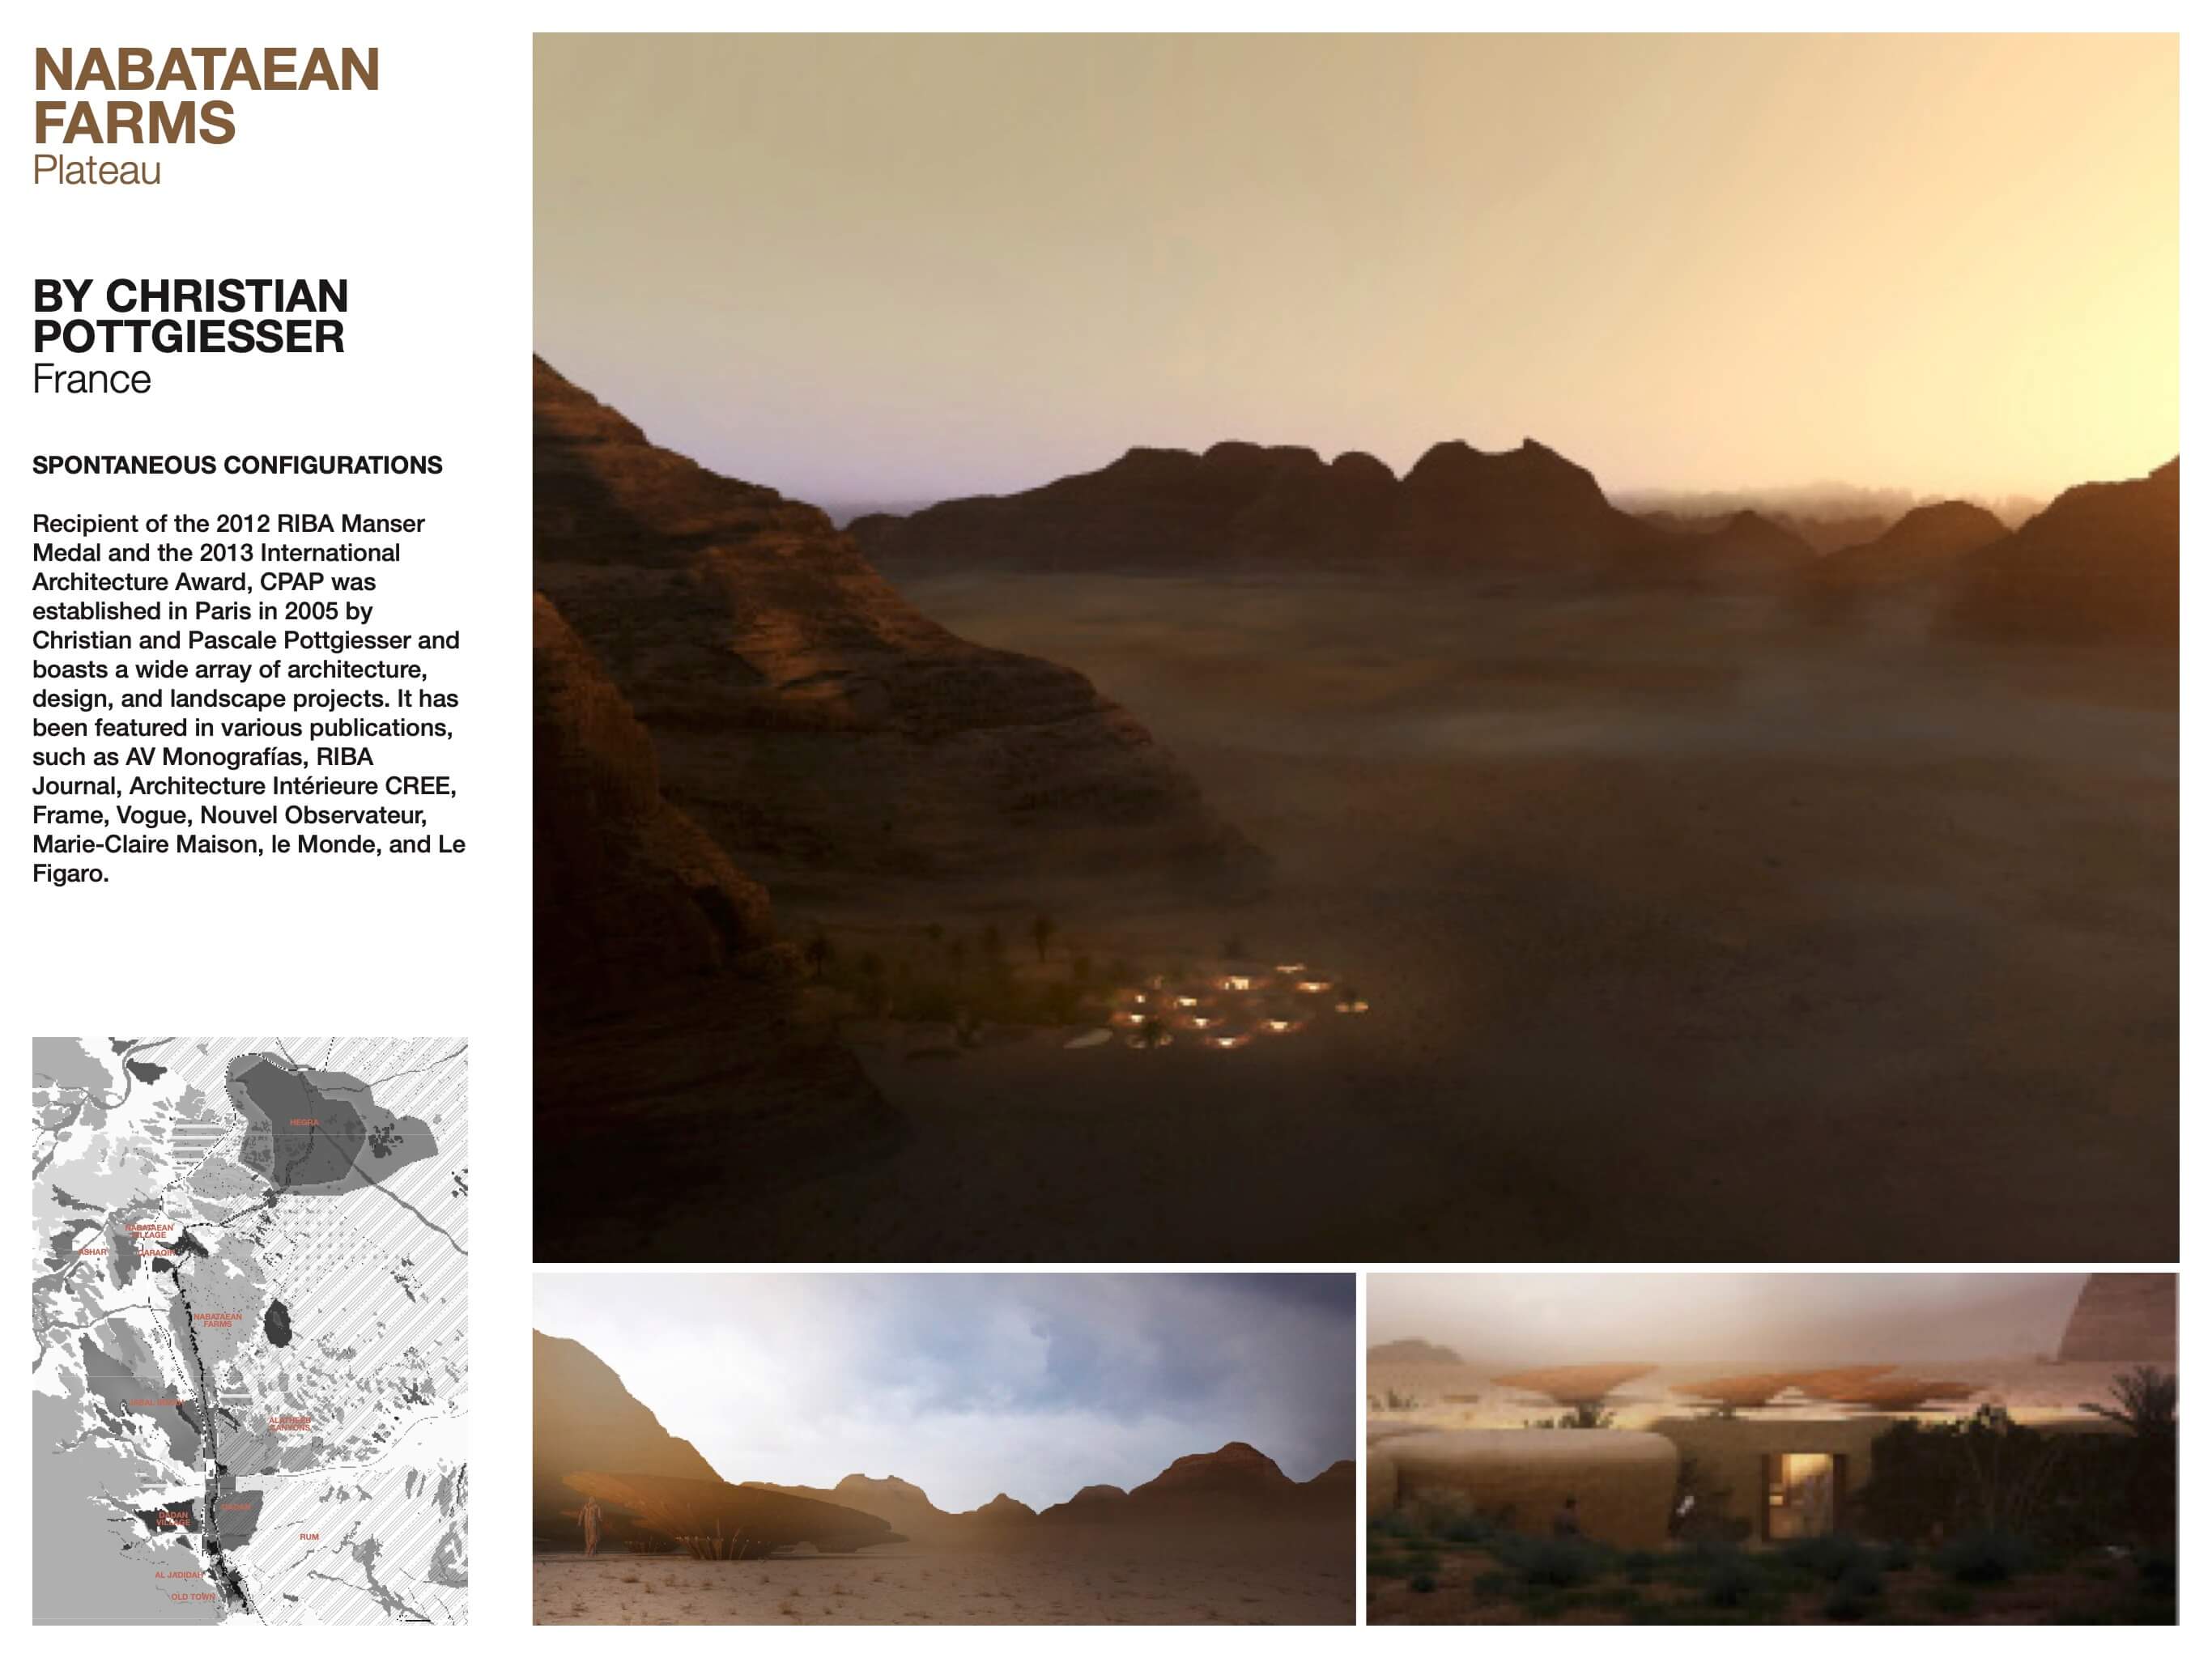 NABATAEAN
FARMS
Plateau
BY CHRISTIAN
POTTGIESSER
France
SPONTANEOUS CONFIGURATIONS
Recipient of the 2012 RIBA Manser
Medal and the 2013 International
Architecture Award, CPAP was
established in Paris in 2005 by
Christian and Pascale Pottgiesser and
boasts a wide array of architecture,
design, and landscape projects. It has
been featured in various publications,
such as AV Monografías, RIBA
Journal, Architecture Intérieure CREE,
Frame, Vogue, Nouvel Observateur,
Marie-Claire Maison, le Monde, and Le
Figaro.
HEGRA
NABATAEAN
VILLAGE
ASHAR
QARAQIR
NABATAEAN
FARMS
CANYONS
DADAN
DADAN
VILLAGE
RUM
AL JADIDAH
OLD TOWN